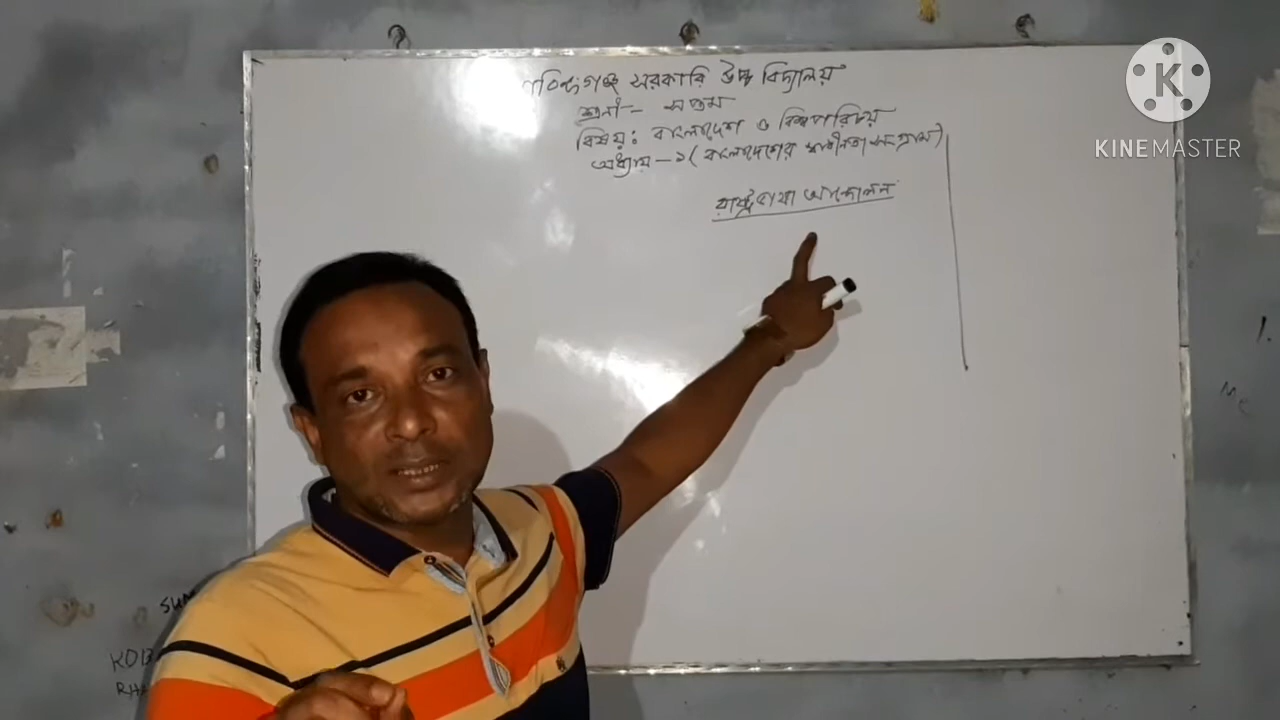 সরকারি উচ্চ বিদ্যালয়
শ্রেণী - সপ্তম
বিষয়: বাংলাদেশ ও বিশ্বপরিচয়
অধ্যায় - ১ (বাংলাদেশের স্বাধীনতা সংগ্রাম)
রাষ্ট্রভাষা আন্দোলন
K
KINEMASTER